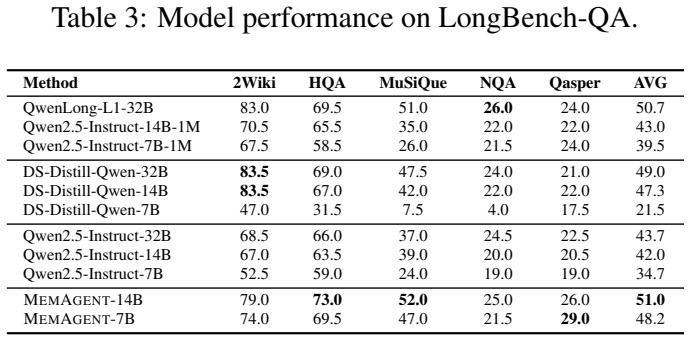 Table 3: Model performance on LongBench-QA.
Method 2Wiki HQA MuSiQue NQA Qasper AVG
QwenLong-L1-32B 83.0 69.5 51.0 26.0 24.0 50.7
Qwen2.5-Instruct-14B-1M 70.5 65.5 35.0 22.0 22.0 43.0
Qwen2.5-Instruct-7B-1M 67.5 58.5 26.0 21.5 24.0 39.5
DS-Distill-Qwen-32B 83.5 69.0 47.5 24.0 21.0 49.0
DS-Distill-Qwen-14B 83.5 67.0 42.0 22.0 22.0 47.3
DS-Distill-Qwen-7B 47.0 31.5 7.5 4.0 17.5 21.5
Qwen2.5-Instruct-32B 68.5 66.0 37.0 24.5 22.5 43.7
Qwen2.5-Instruct-14B 67.0 63.5 39.0 20.0 20.5 42.0
Qwen2.5-Instruct-7B 52.5 59.0 24.0 19.0 19.0 34.7
MEMAGENT-14B 79.0 73.0 52.0 25.0 26.0 51.0
MEMAGENT-7B 74.0 69.5 47.0 21.5 29.0 48.2